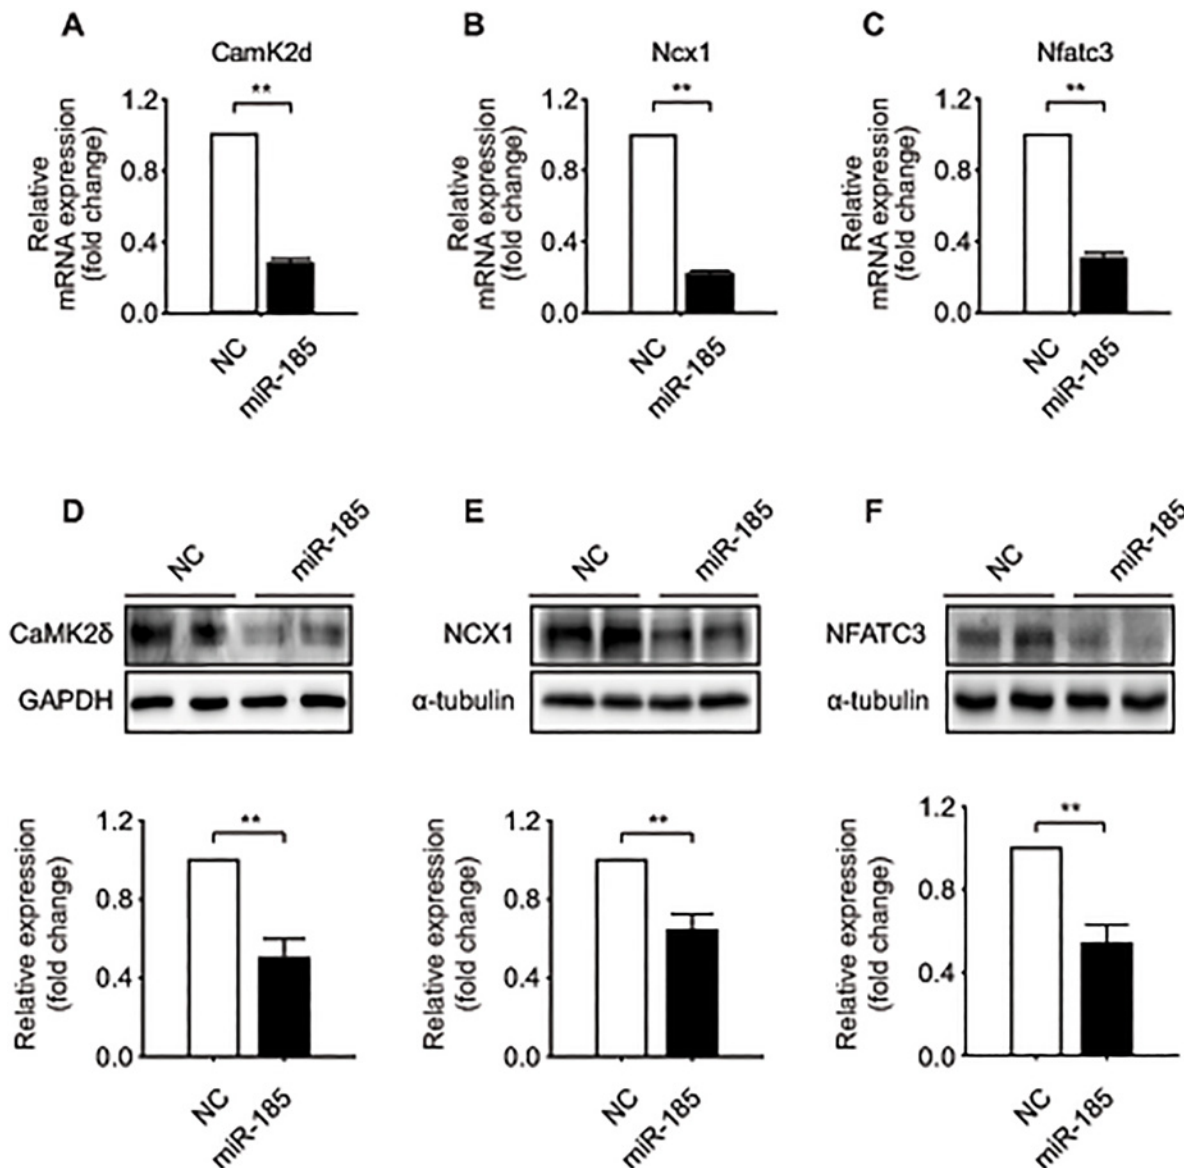 A
CamK2d
Relative
mRNA expression
(fold change)
1.2
0.8
0.4
0.0
**
NC
miR-185
B
Ncx1
Relative
mRNA expression
(fold change)
1.2
0.8
0.4
0.0
**
NC
miR-185
C
Nfatc3
Relative
mRNA expression
(fold change)
1.2
0.8
0.4
0.0
**
NC
miR-185
D
NC
miR-185
CaMK2δ
GAPDH
Relative expression
(fold change)
1.2
0.8
0.4
0.0
**
NC
miR-185
E
NC
miR-185
NCX1
α-tubulin
Relative expression
(fold change)
1.2
0.8
0.4
0.0
**
NC
miR-185
F
NC
miR-185
NFATC3
α-tubulin
Relative expression
(fold change)
1.2
0.8
0.4
0.0
**
NC
miR-185